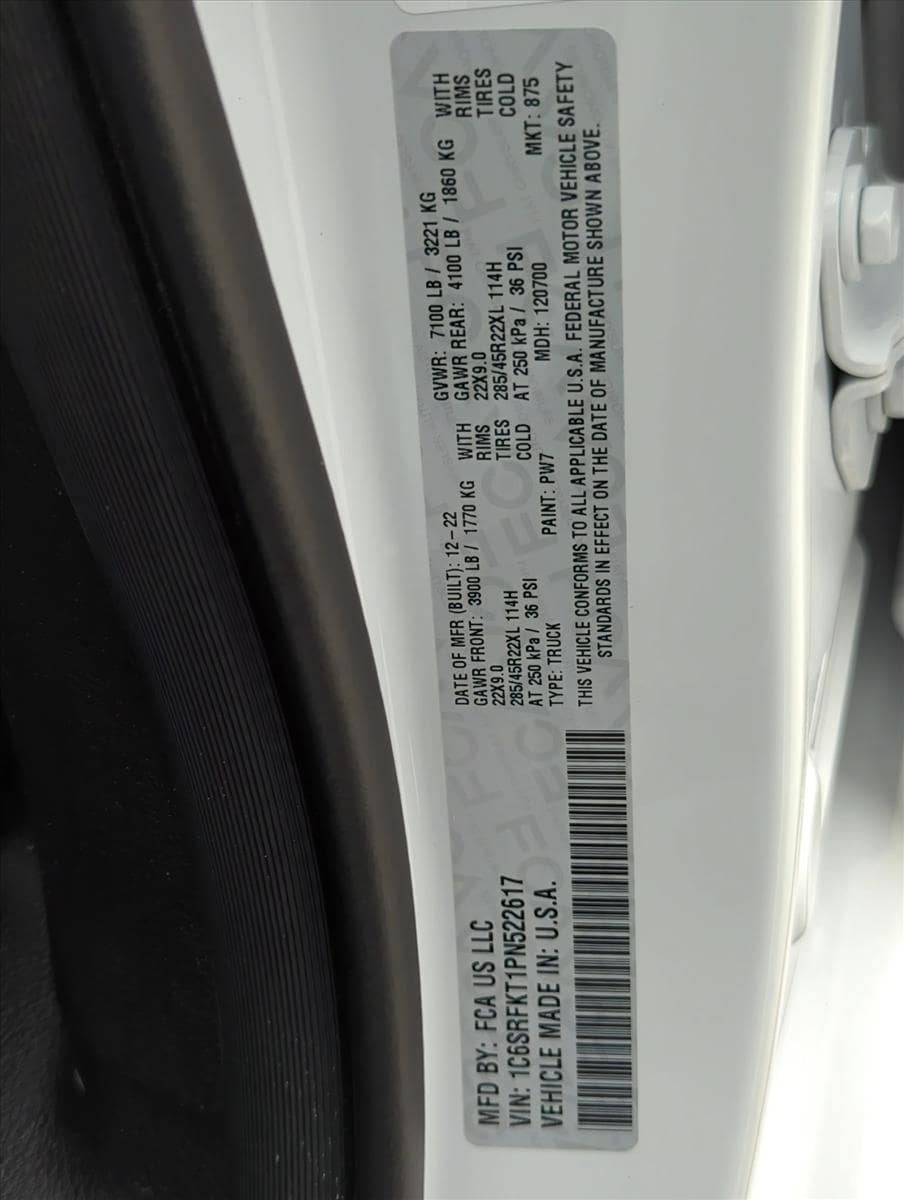 MFD BY: FCA US LLC
VIN: 1C6SRFKT1PN522617
VEHICLE MADE IN: U.S.A.
DATE OF MFR (BUILT): 12-22 GVWR: 7100 LB / 3221 KG
GAWR FRONT: 3900 LB / 1770 KG WITH GAWR REAR: 4100 LB / 1860 KG WITH
22X9.0 RIMS 22X9.0 RIMS
285/45R22XL 114H TIRES 285/45R22XL 114H TIRES
AT 250 kPa / 36 PSI COLD AT 250 kPa / 36 PSI COLD
TYPE: TRUCK PAINT: PW7 MDH: 120700 MKT: 875
THIS VEHICLE CONFORMS TO ALL APPLICABLE U.S.A. FEDERAL MOTOR VEHICLE SAFETY
STANDARDS IN EFFECT ON THE DATE OF MANUFACTURE SHOWN ABOVE.